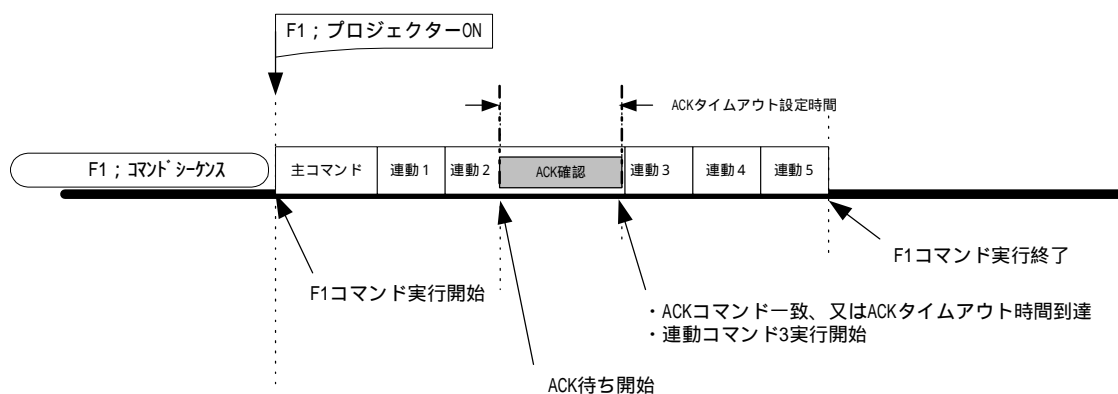 F1；プロジェクターON
ACKタイムアウト設定時間
F1；ｺﾏﾝﾄﾞｼｰｹﾝｽ
主コマンド
連動１
連動２
ACK確認
連動３
連動４
連動５
F1コマンド実行終了
F1コマンド実行開始
・ACKコマンド一致、又はACKタイムアウト時間到達
・連動コマンド3実行開始
ACK待ち開始